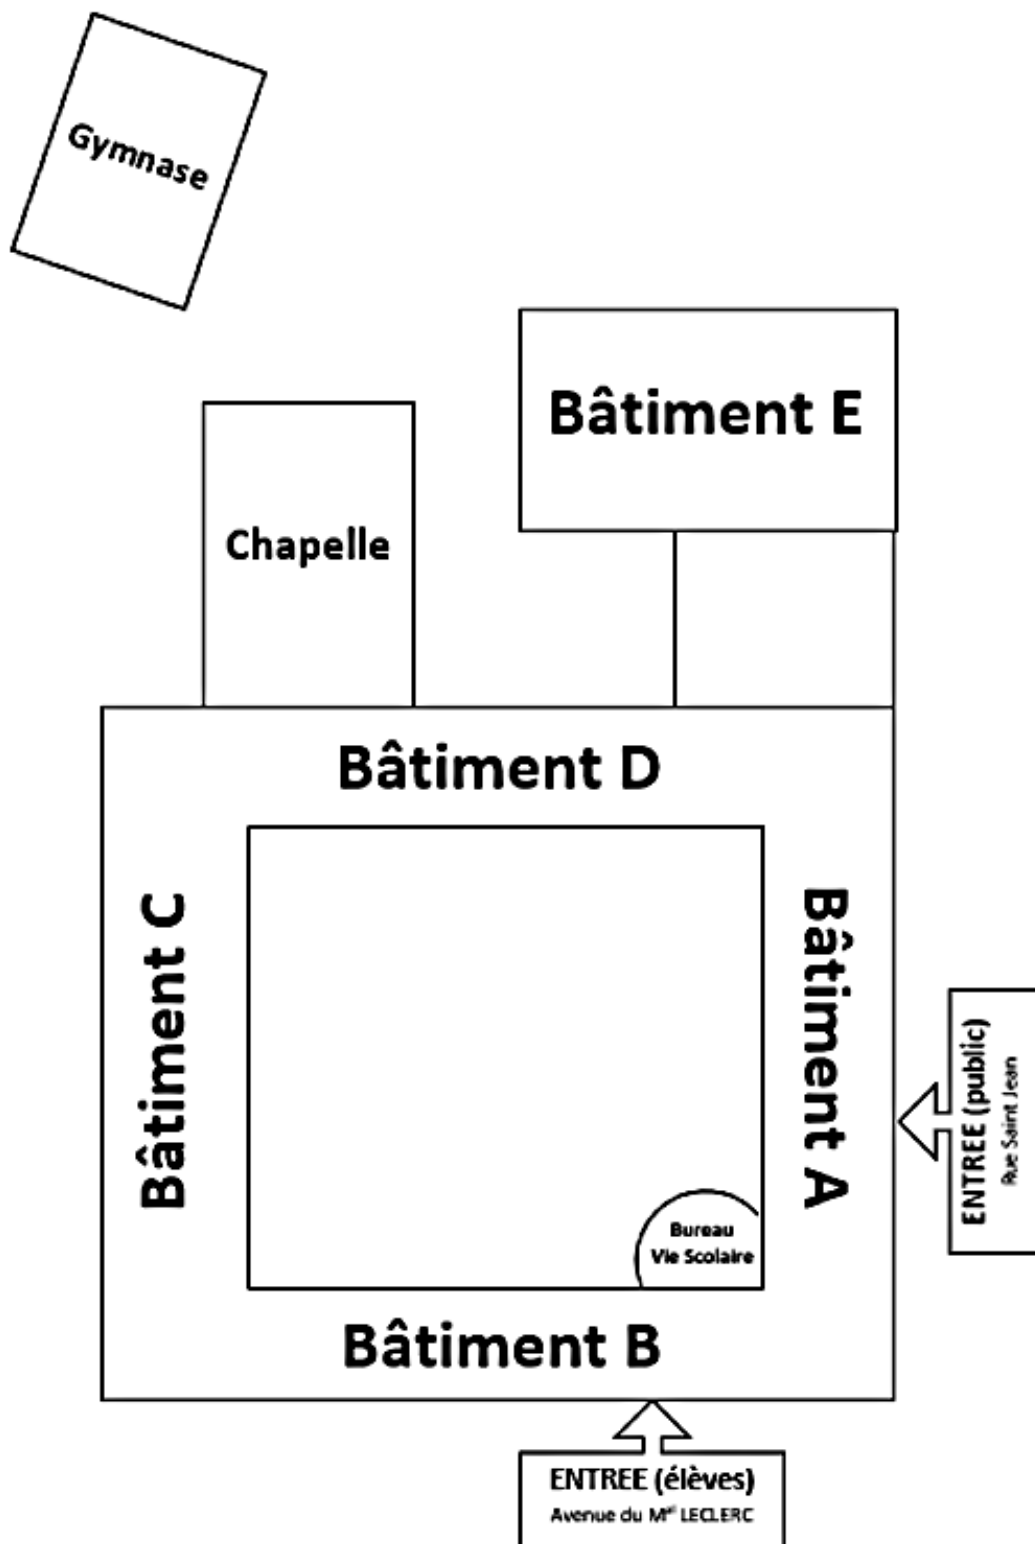 Gymnase
Bâtiment E
Chapelle
Bâtiment D
Bâtiment C
Bâtiment A
ENTREE (public)
Rue Saint Jean
Bureau
Vie Scolaire
Bâtiment B
ENTREE (élèves)
Avenue du Mal LECLERC